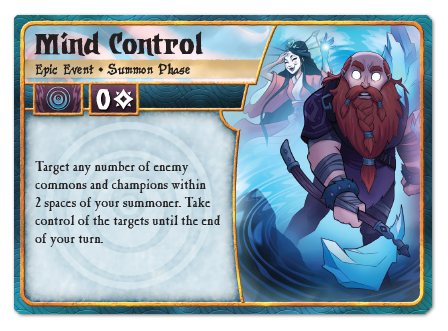 Mind Control
Epic Event • Summon Phase
0
Target any number of enemy
commons and champions within
2 spaces of your summoner. Take
control of the targets until the end
of your turn.